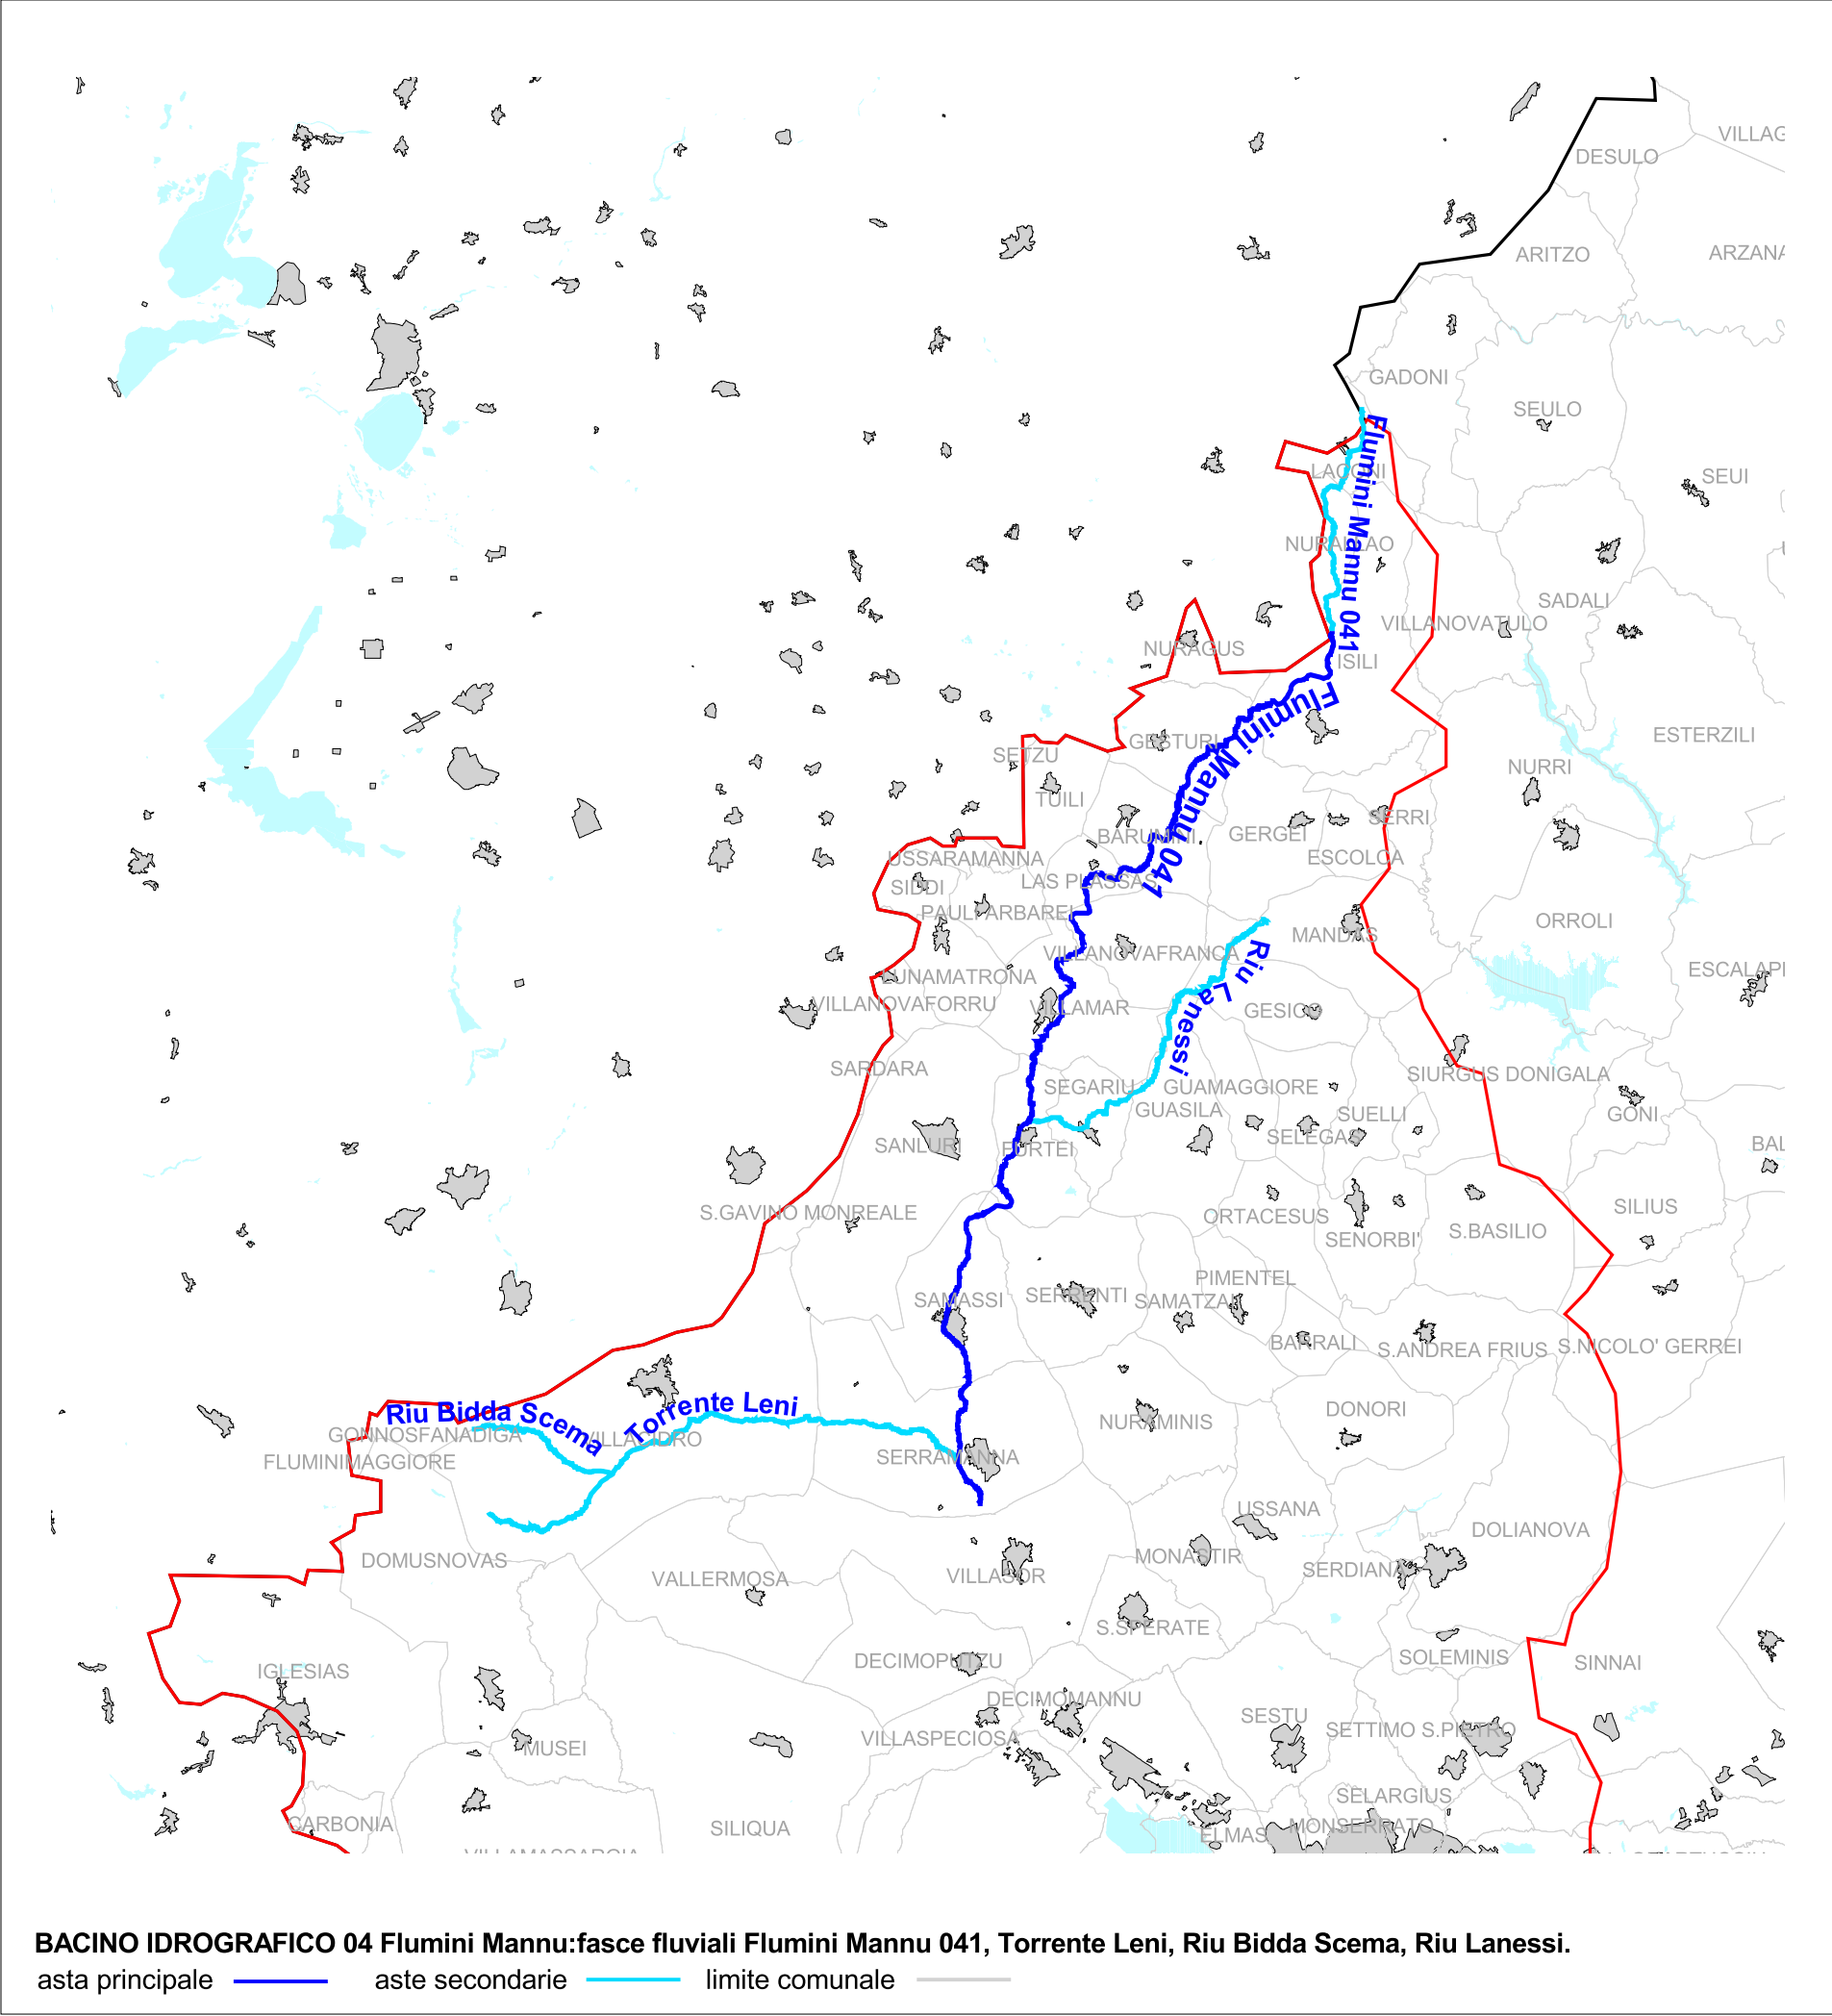 VILLAG
DESULO
ARITZO
ARZANA
GADONI
SEULO
LACONI
SEUI
Flumini Mannu 041
NURALLAO
SADALI
VILLANOVATULO
NURAGUS
ISILI
Flumini Mannu 041
ESTERZILI
GESTURI
SETZU
NURRI
TUILI
SERRI
BARUMINI
GERGEI
USSARAMANNA
ESCOLCA
SIDDI
LAS PLASSAS
PAULI ARBAREI
ORROLI
MANDAS
VILLANOVAFRANCA
Riu Lanessi
ESCALAPL
LUNAMATRONA
VILLANOVAFORRU
VILLAMAR
GESICO
SARDARA
SIURGUS DONIGALA
SEGARIU
GUAMAGGIORE
GUASILA
SUELLI
GONI
SELEGAS
SANLURI
FURTEI
BAL
SILIUS
S.GAVINO MONREALE
ORTACESUS
S.BASILIO
SENORBI'
PIMENTEL
SERRENTI
SAMASSI
SAMATZAI
BARRALI
S.ANDREA FRIUS
S.NICOLO' GERREI
Riu Bidda Scema
Torrente Leni
DONORI
NURAMINIS
GONNOSFANADIGA
VILLACIDRO
SERRAMANNA
FLUMINIMAGGIORE
USSANA
DOLIANOVA
DOMUSNOVAS
MONASTIR
SERDIANA
VILLASOR
VALLERMOSA
S.SPERATE
SOLEMINIS
DECIMOPUTZU
SINNAI
IGLESIAS
DECIMOMANNU
SESTU
SETTIMO S.PIETRO
VILLASPECIOSA
MUSEI
SELARGIUS
CARBONIA
MONSERRATO
SILIQUA
ELMAS
VILLAMASSARGIA
BACINO IDROGRAFICO 04 Flumini Mannu:fasce fluviali Flumini Mannu 041, Torrente Leni, Riu Bidda Scema, Riu Lanessi.
asta principale aste secondarie limite comunale